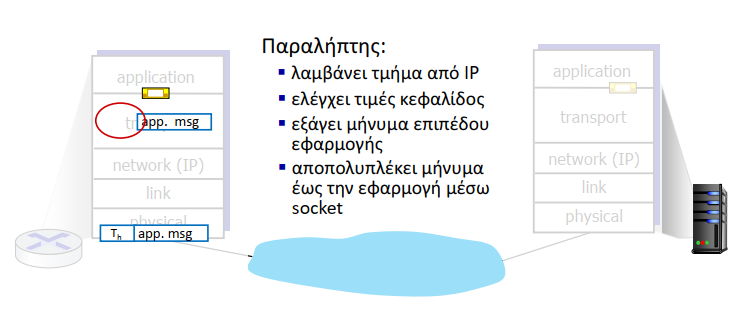 Παραλήπτης:
▪ λαμβάνει τμήμα από IP
▪ ελέγχει τιμές κεφαλίδος
▪ εξάγει μήνυμα επιπέδου
εφαρμογής
▪ αποπολυπλέκει μήνυμα
έως την εφαρμογή μέσω
socket
application
app. msg
network (IP)
link
physical
Th app. msg
application
transport
network (IP)
link
physical